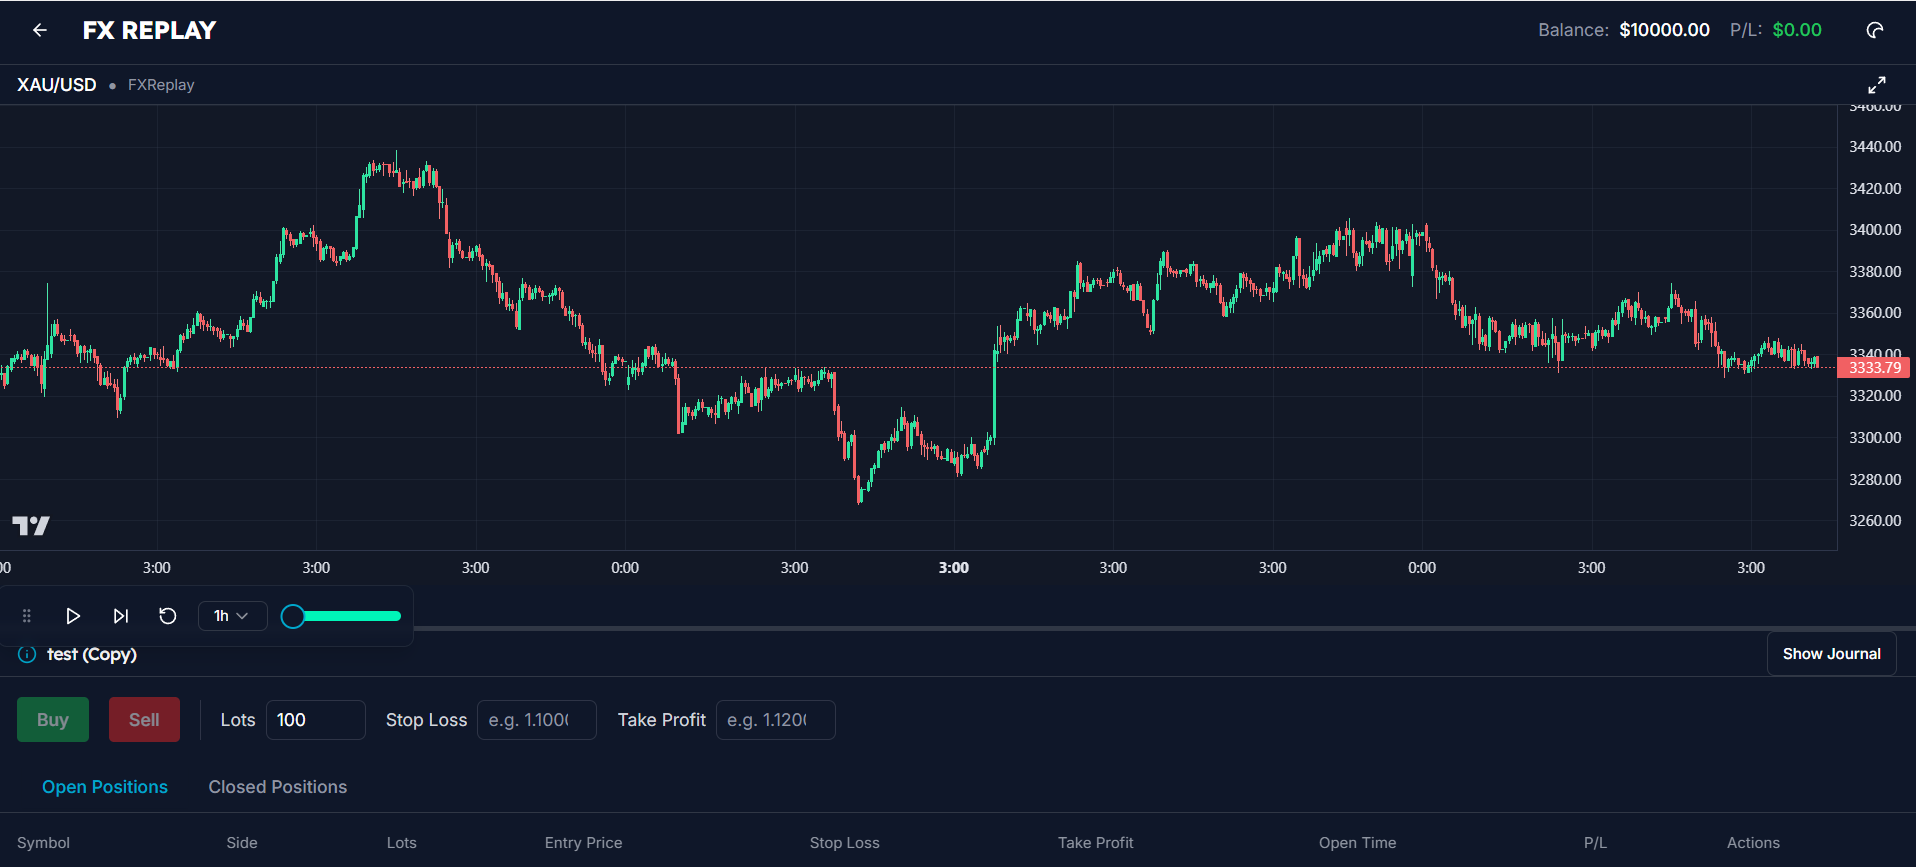 FX REPLAY
Balance: $10000.00 P/L: $0.00
XAU/USD • FXReplay
3460.00
3440.00
3420.00
3400.00
3380.00
3360.00
3340.00
3333.79
3320.00
3300.00
3280.00
3260.00
00 3:00 3:00 3:00 0:00 3:00 3:00 3:00 3:00 0:00 3:00 3:00
1h
test (Copy)
Show Journal
Buy Sell Lots 100 Stop Loss e.g. 1.100 Take Profit e.g. 1.120
Open Positions Closed Positions
Symbol Side Lots Entry Price Stop Loss Take Profit Open Time P/L Actions